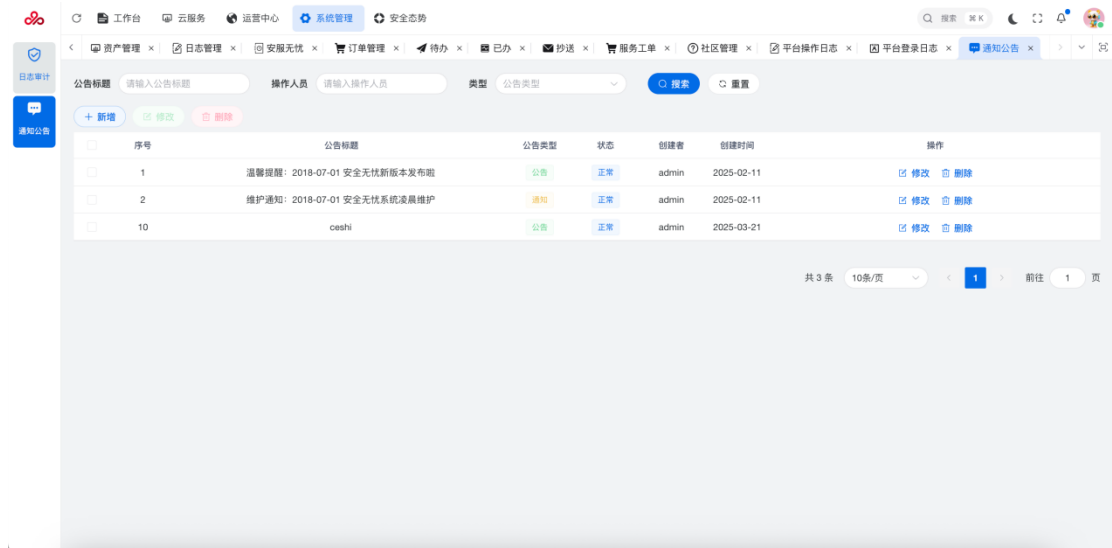 工作台 云服务 运营中心 系统管理 安全态势 搜索 ⌘ K
资产管理 × 日志管理 × 安服无忧 × 订单管理 × 待办 × 已办 × 抄送 × 服务工单 × 社区管理 × 平台操作日志 × 平台登录日志 × 通知公告 ×
日志审计
通知公告
公告标题 请输入公告标题 操作人员 请输入操作人员 类型 公告类型 搜索 重置
+ 新增 修改 删除
序号 公告标题 公告类型 状态 创建者 创建时间 操作
1 温馨提醒：2018-07-01 安全无忧新版本发布啦 公告 正常 admin 2025-02-11 修改 删除
2 维护通知：2018-07-01 安全无忧系统凌晨维护 通知 正常 admin 2025-02-11 修改 删除
10 ceshi 公告 正常 admin 2025-03-21 修改 删除
共 3 条 10条/页 1 前往 1 页